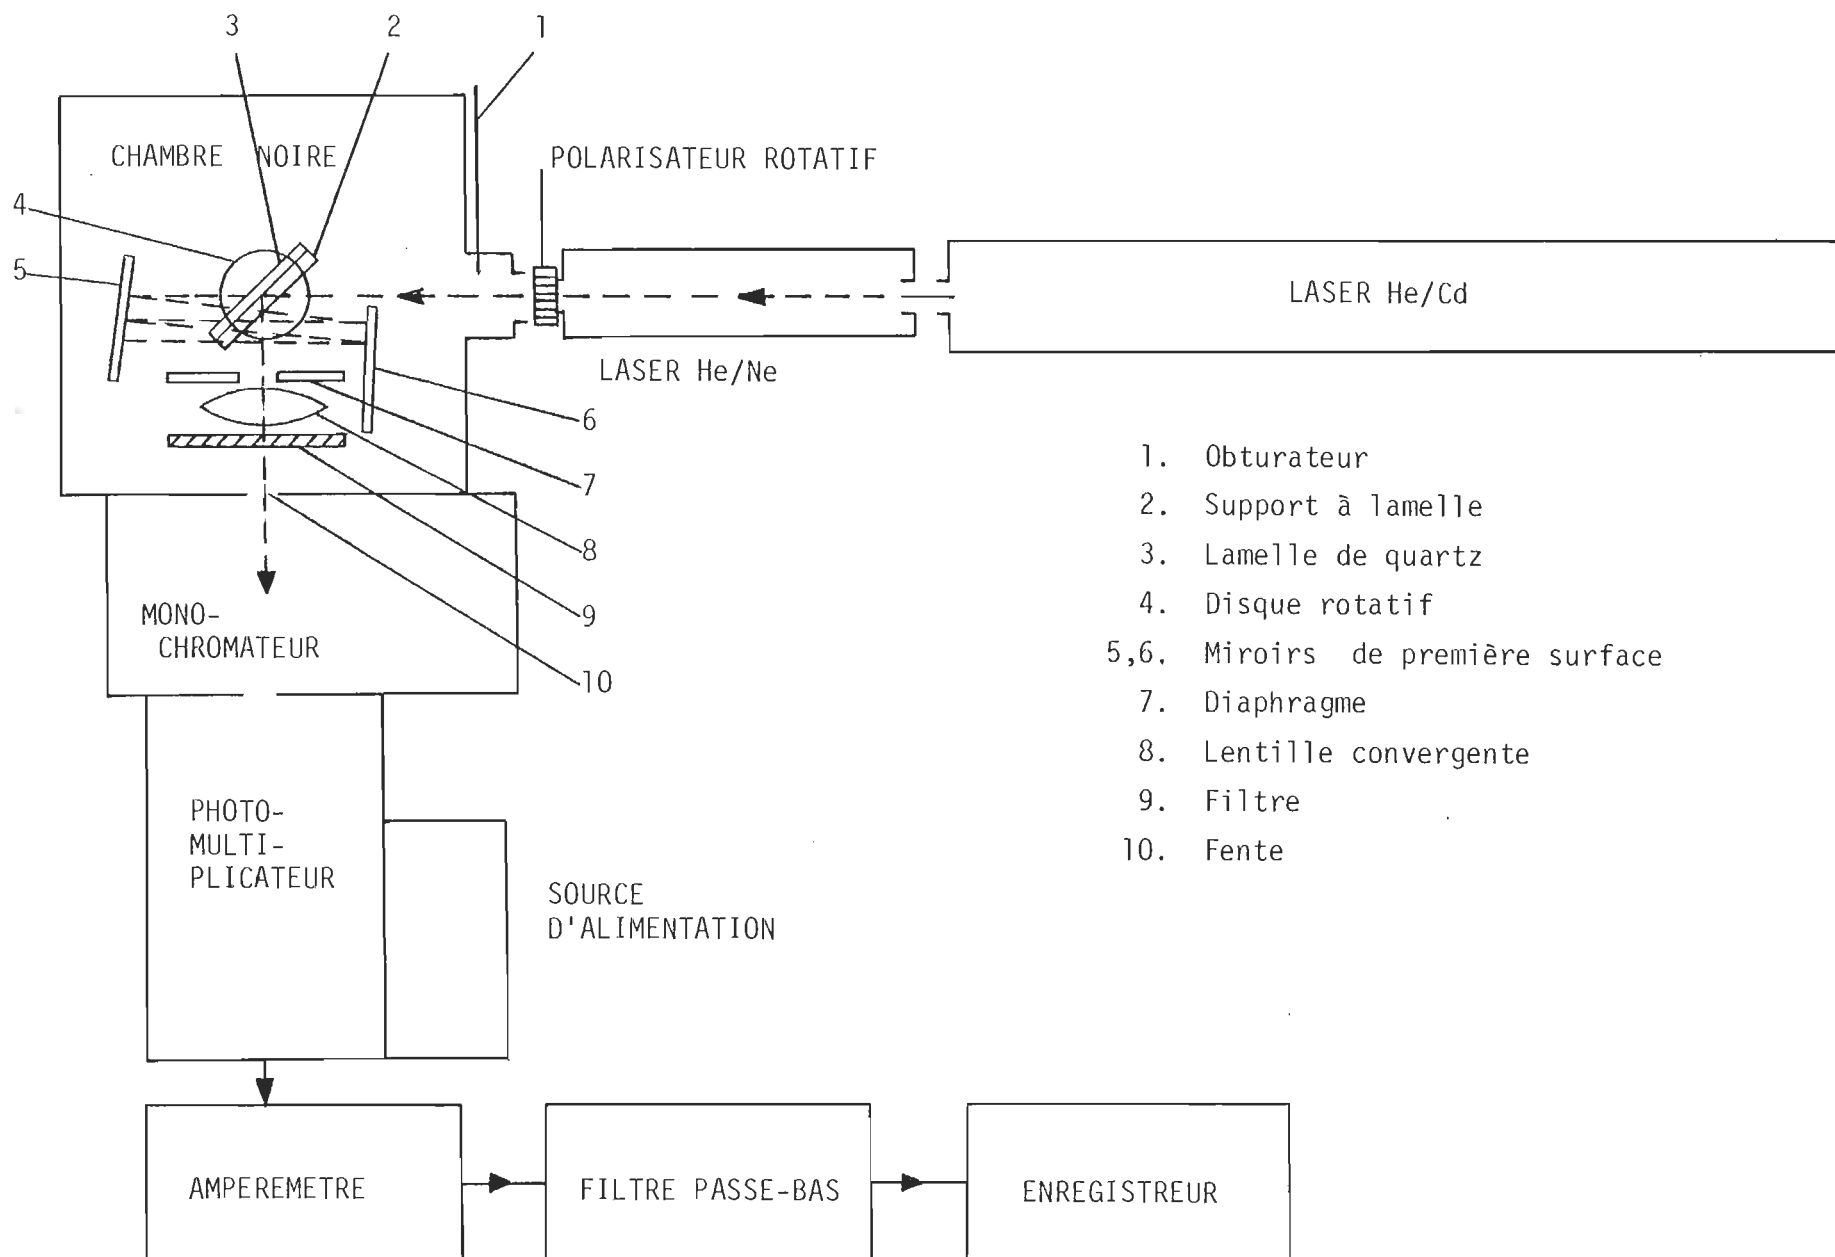 3
2
1
CHAMBRE NOIRE
POLARISATEUR ROTATIF
4
5
LASER He/Cd
LASER He/Ne
6
7
8
9
10
MONO-
CHROMATEUR
1. Obturateur
2. Support à lamelle
3. Lamelle de quartz
4. Disque rotatif
5,6. Miroirs de première surface
7. Diaphragme
8. Lentille convergente
9. Filtre
10. Fente
PHOTO-
MULTI-
PLICATEUR
SOURCE
D'ALIMENTATION
AMPEREMETRE
FILTRE PASSE-BAS
ENREGISTREUR